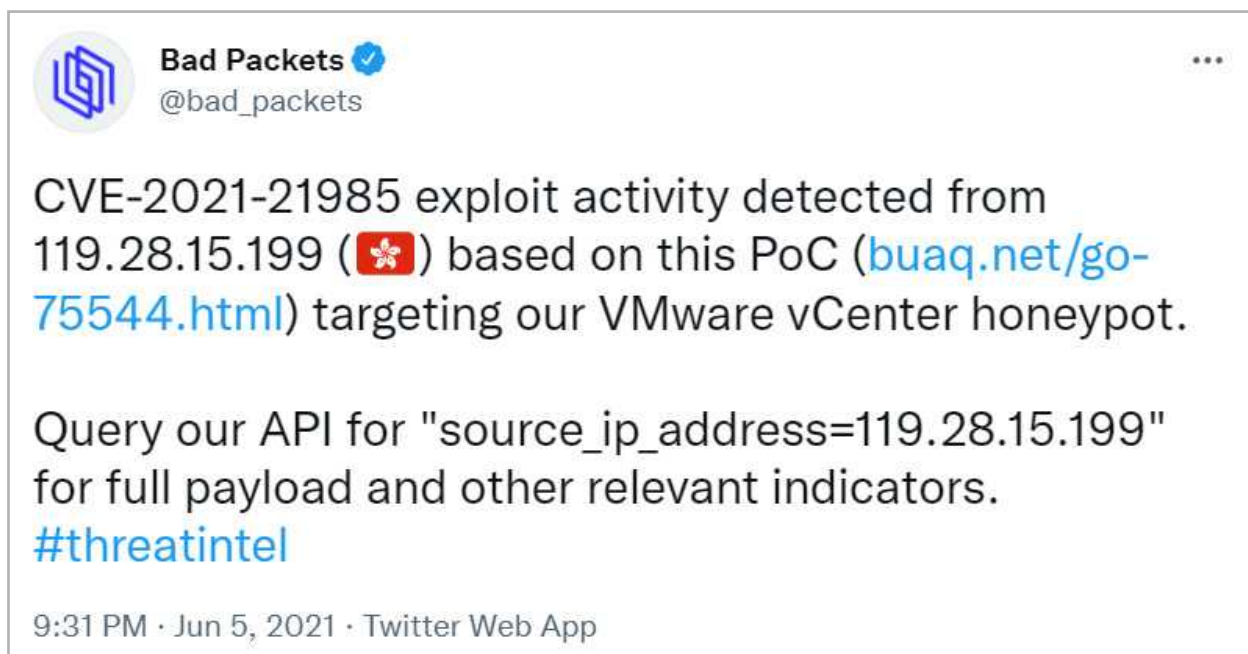 Bad Packets
@bad_packets
CVE-2021-21985 exploit activity detected from
119.28.15.199 (🇭🇰) based on this PoC (buaq.net/go-
75544.html) targeting our VMware vCenter honeypot.
Query our API for "source_ip_address=119.28.15.199"
for full payload and other relevant indicators.
#threatintel
9:31 PM · Jun 5, 2021 · Twitter Web App